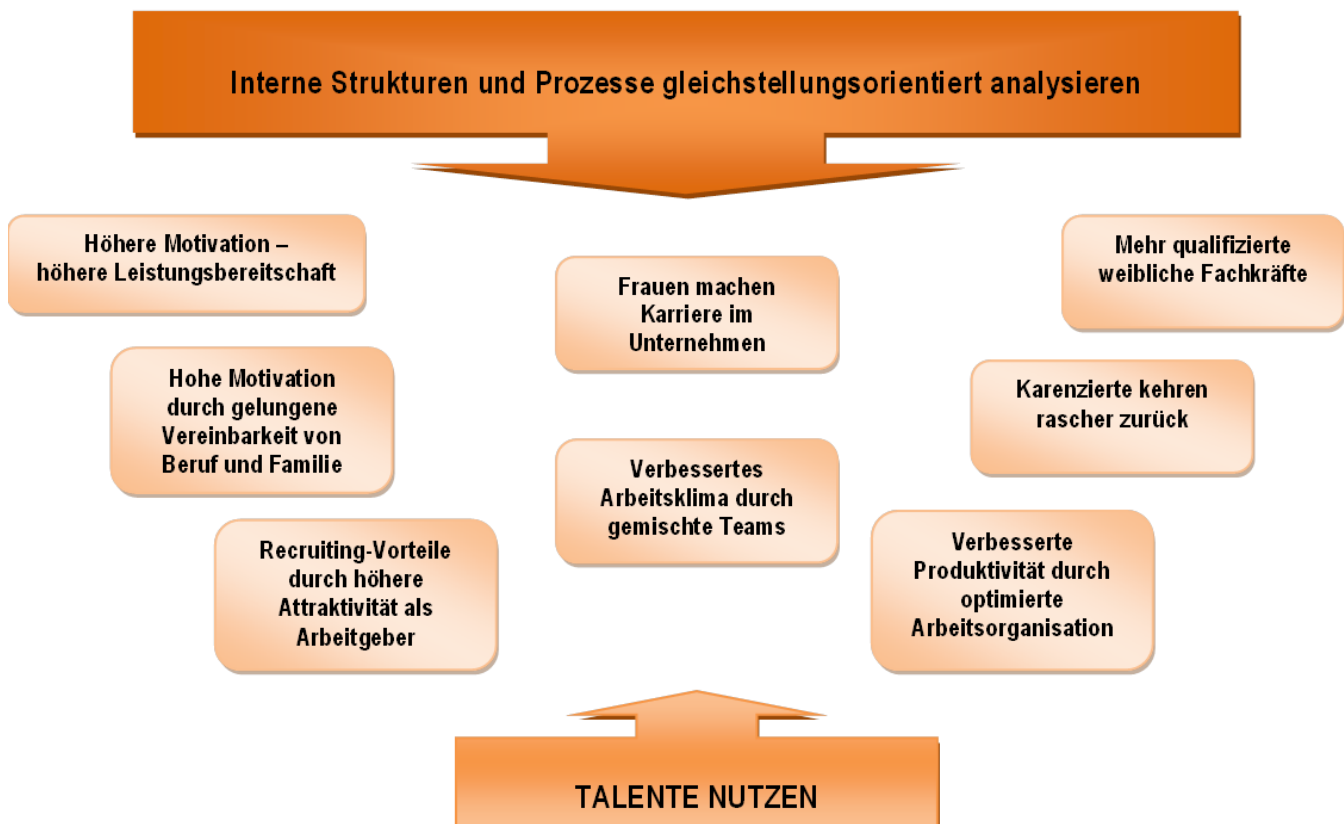 Interne Strukturen und Prozesse gleichstellungsorientiert analysieren
Höhere Motivation –
höhere Leistungsbereitschaft
Frauen machen
Karriere im
Unternehmen
Mehr qualifizierte
weibliche Fachkräfte
Hohe Motivation
durch gelungene
Vereinbarkeit von
Beruf und Familie
Karenzierte kehren
rascher zurück
Verbessertes
Arbeitsklima durch
gemischte Teams
Recruiting-Vorteile
durch höhere
Attraktivität als
Arbeitgeber
Verbesserte
Produktivität durch
optimierte
Arbeitsorganisation
TALENTE NUTZEN